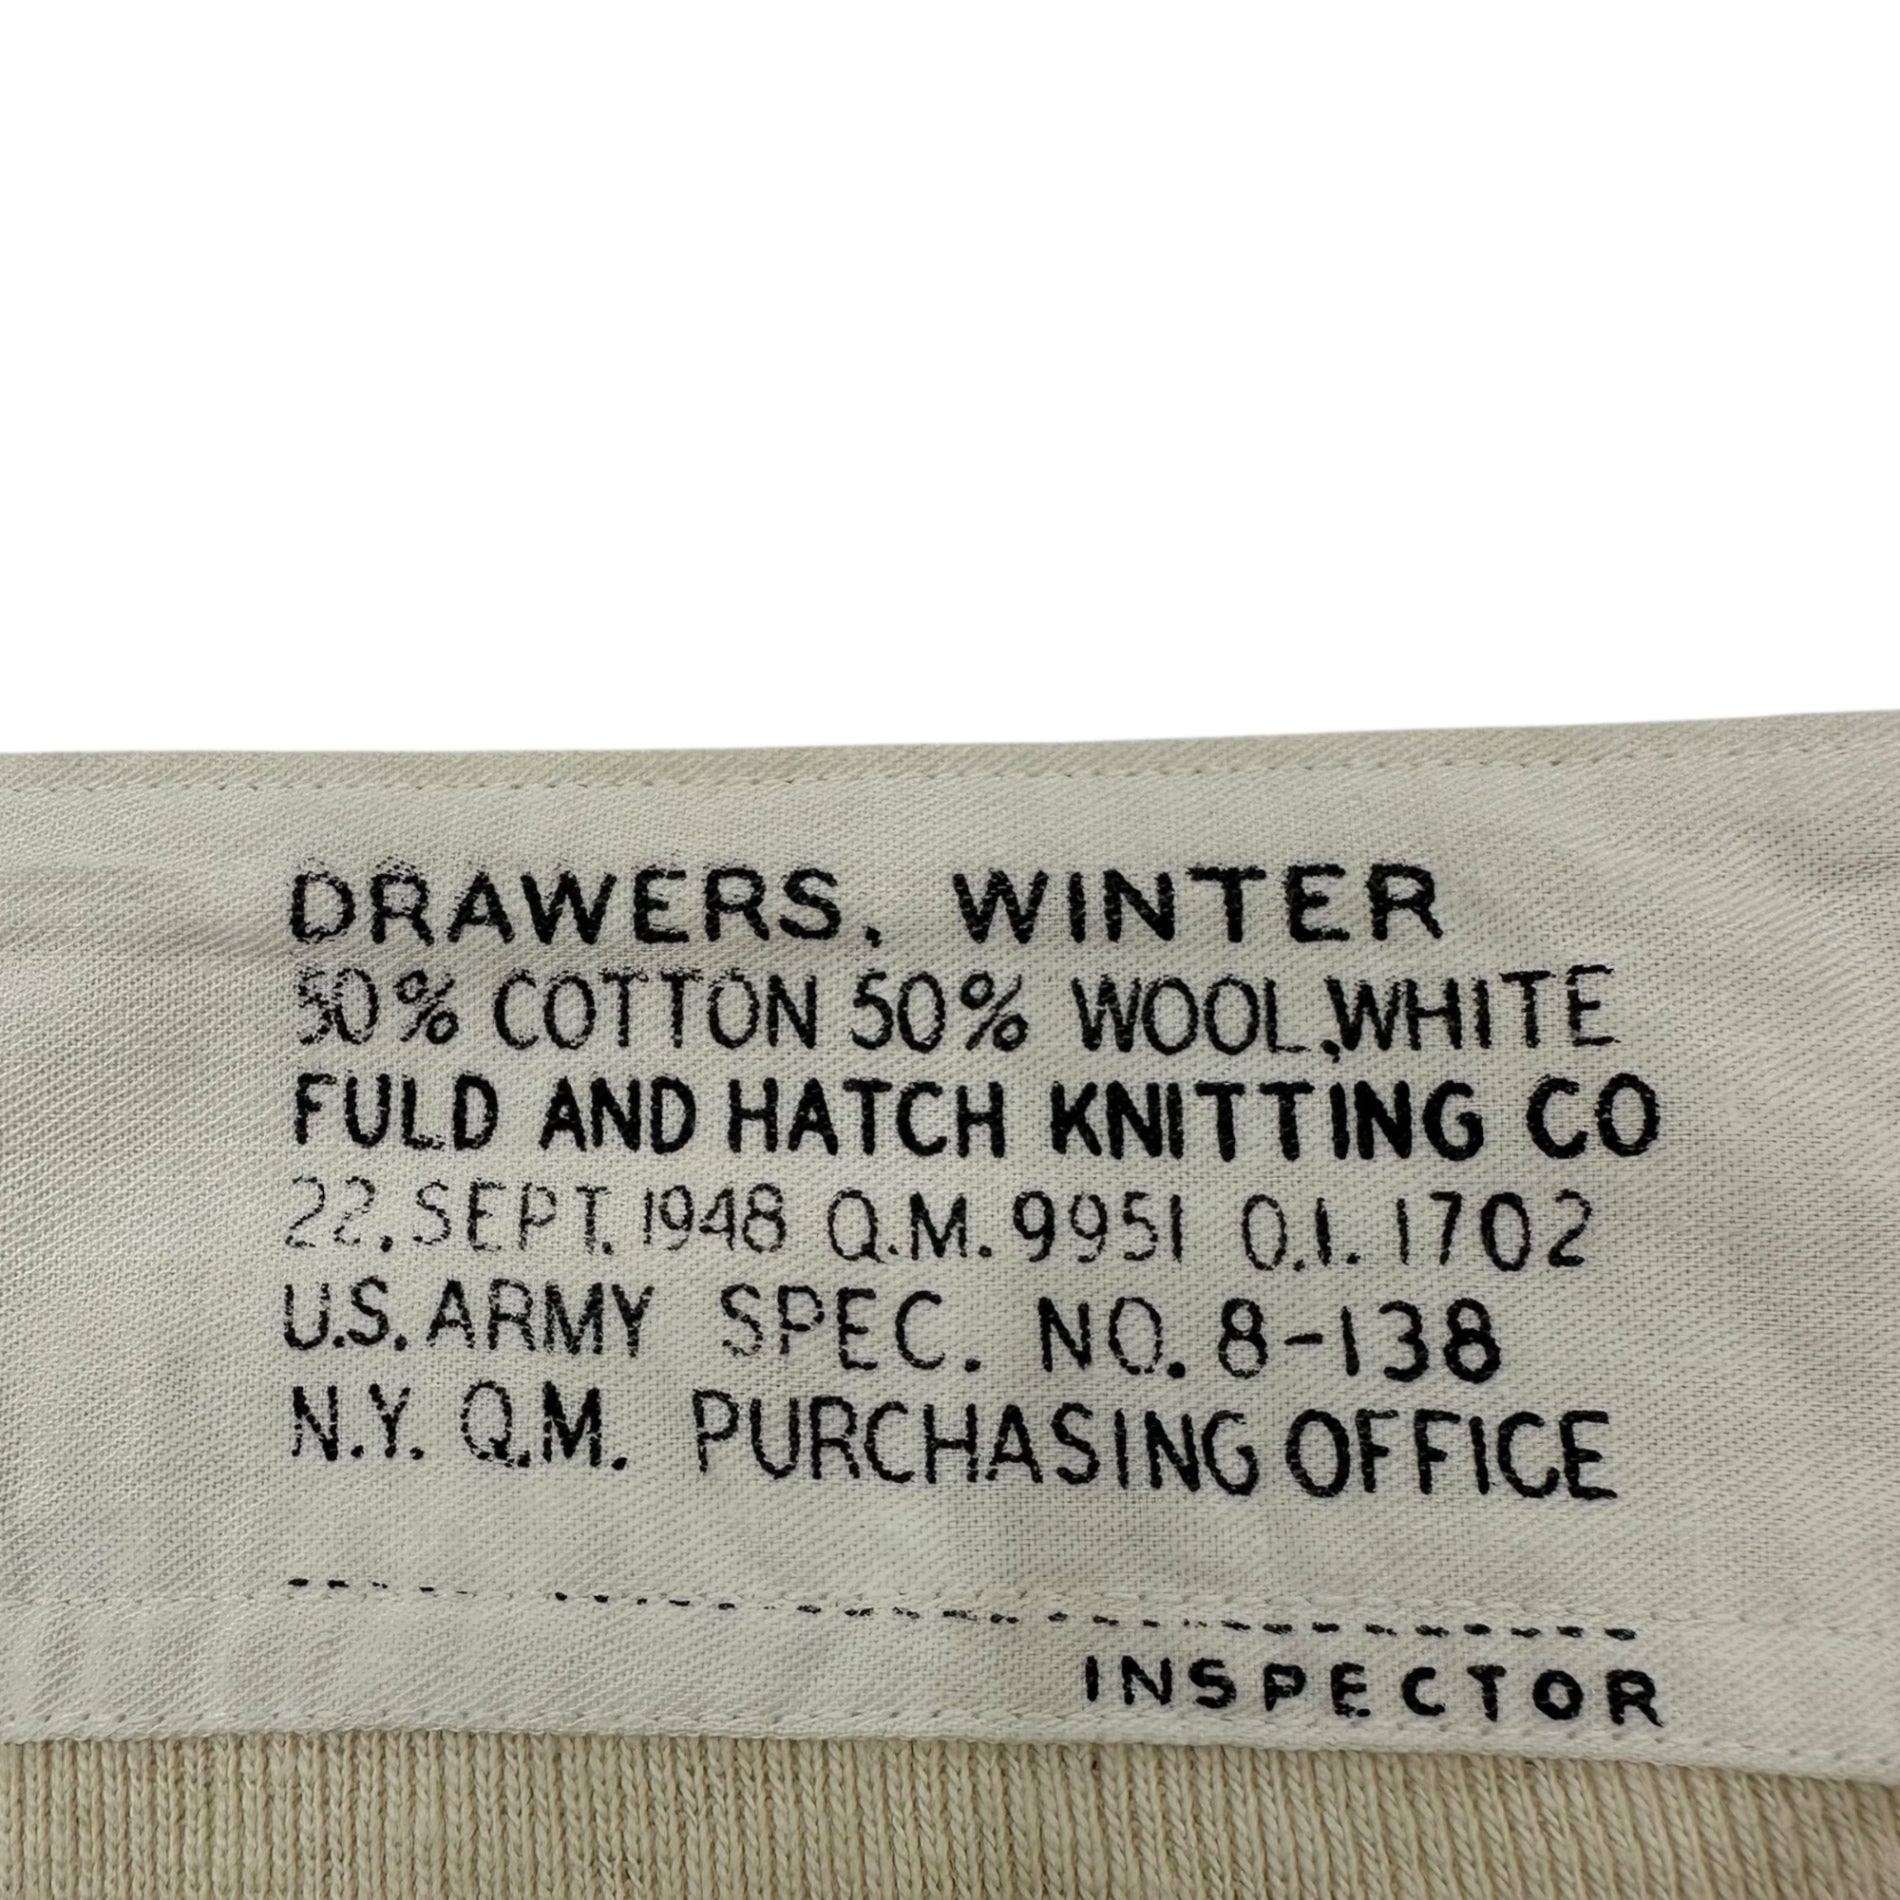 DRAWERS, WINTER
50% COTTON 50% WOOL,WHITE
FULD AND HATCH KNITTING CO
22.SEPT.1948 Q.M.9951 O.I.1702
U.S.ARMY SPEC. NO.8-138
N.Y. Q.M. PURCHASING OFFICE
INSPECTOR